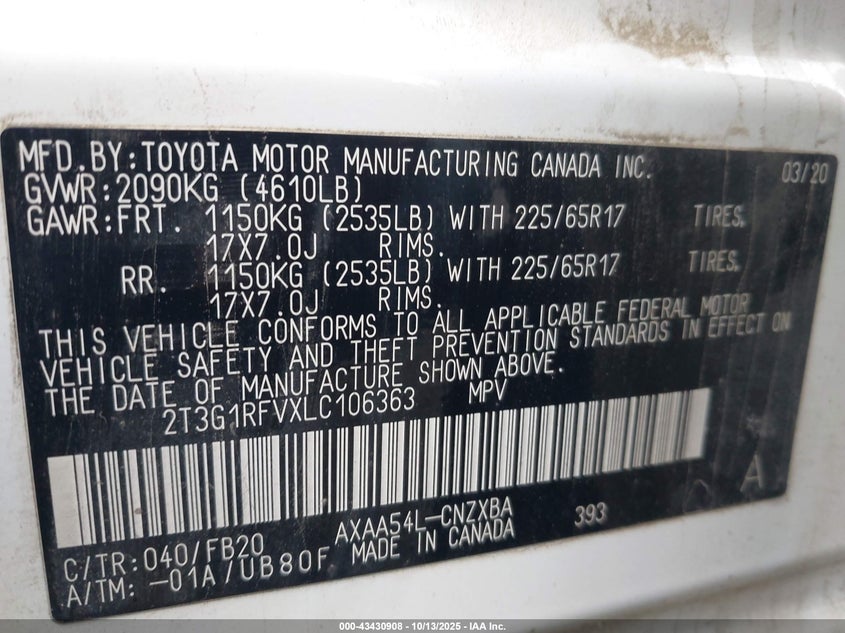 MFD.BY:TOYOTA MOTOR MANUFACTURING CANADA INC. 03/20
GVWR:2090KG (4610LB)
GAWR:FRT. 1150KG (2535LB) WITH 225/65R17 TIRES.
17X7.0J RIMS.
RR. 1150KG (2535LB) WITH 225/65R17 TIRES.
17X7.0J RIMS.
THIS VEHICLE CONFORMS TO ALL APPLICABLE FEDERAL MOTOR
VEHICLE SAFETY AND THEFT PREVENTION STANDARDS IN EFFECT ON
THE DATE OF MANUFACTURE SHOWN ABOVE.
2T3G1RFVXLC106363 MPV
A
C/TR:040/FB20 AXAA54L-CNZXBA 393
A/TM: -01A/UB80F MADE IN CANADA
000-43430908 - 10/13/2025 - IAA Inc.